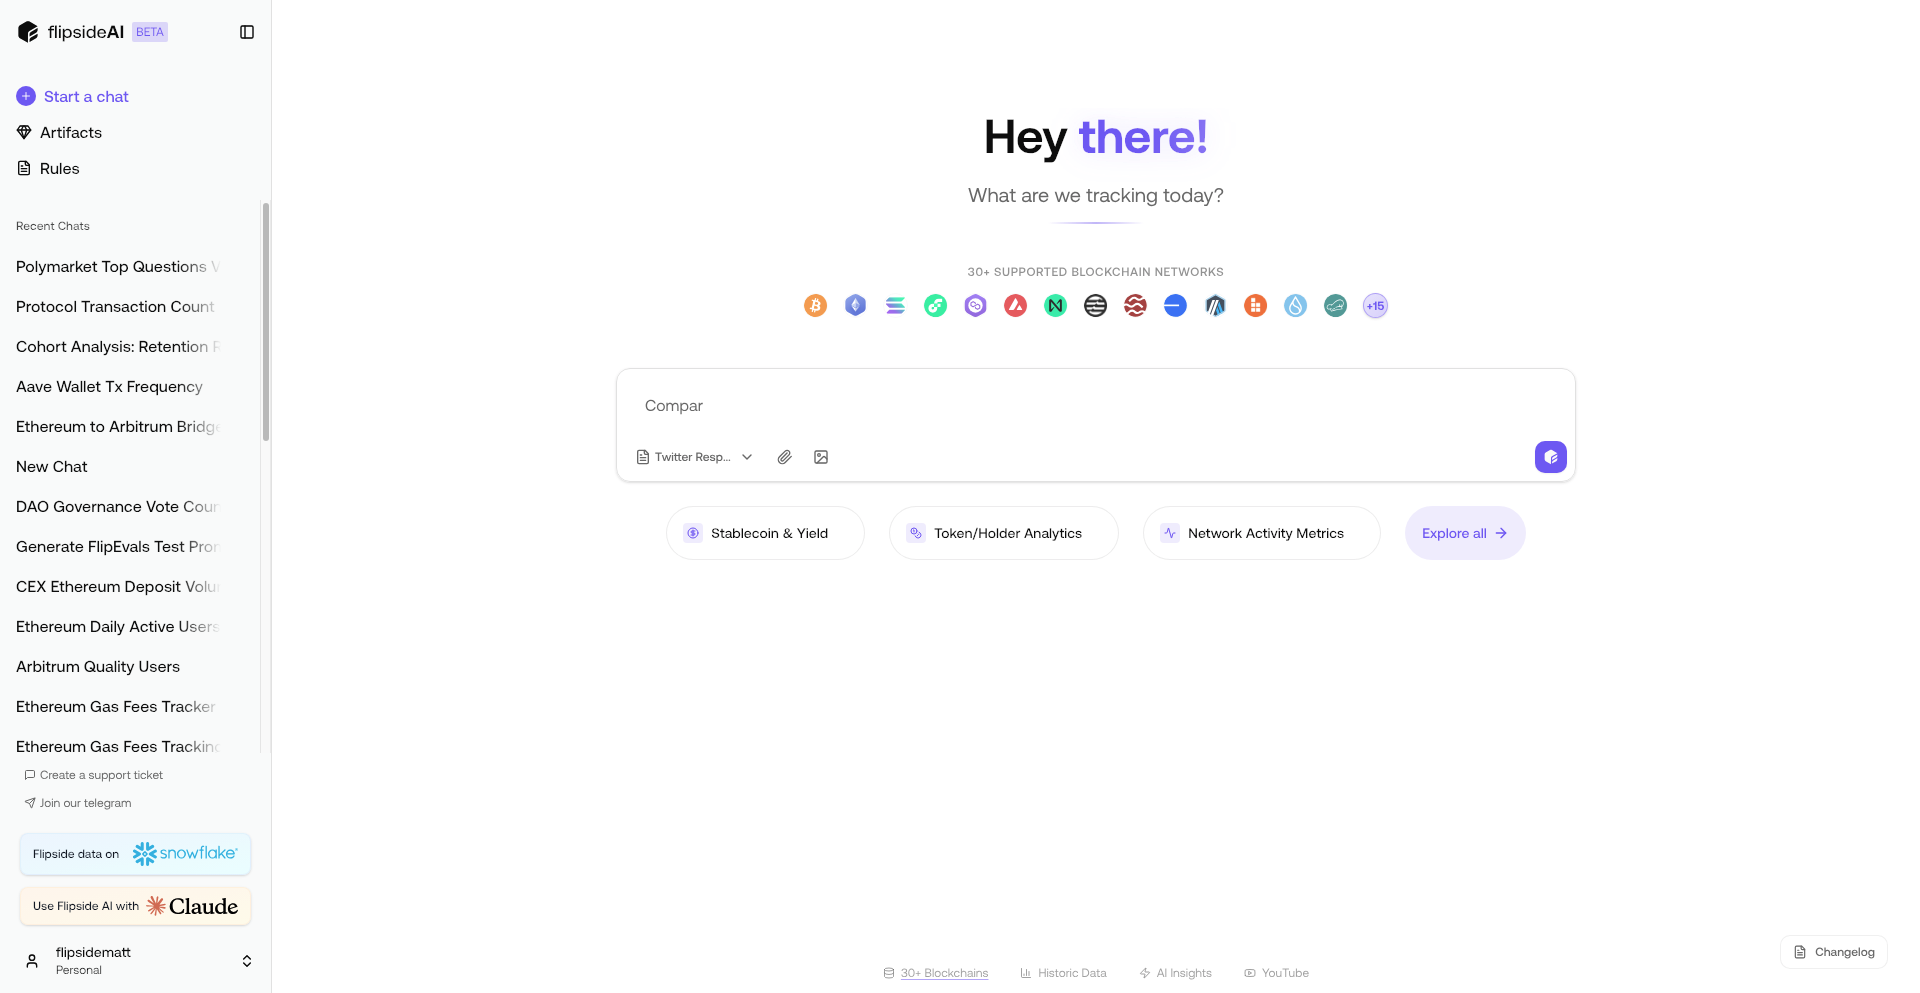 flipsideAI BETA
Start a chat
Artifacts
Rules
Recent Chats
Polymarket Top Questions V
Protocol Transaction Count
Cohort Analysis: Retention R
Aave Wallet Tx Frequency
Ethereum to Arbitrum Bridge
New Chat
DAO Governance Vote Coun
Generate FlipEvals Test Pron
CEX Ethereum Deposit Volu
Ethereum Daily Active Users
Arbitrum Quality Users
Ethereum Gas Fees Tracker
Ethereum Gas Fees Tracking
Create a support ticket
Join our telegram
Flipside data on snowflake
Use Flipside AI with Claude
flipsidematt
Personal
Hey there!
What are we tracking today?
30+ SUPPORTED BLOCKCHAIN NETWORKS
+15
Compar
Twitter Resp...
Stablecoin & Yield
Token/Holder Analytics
Network Activity Metrics
Explore all
Changelog
30+ Blockchains
Historic Data
AI Insights
YouTube